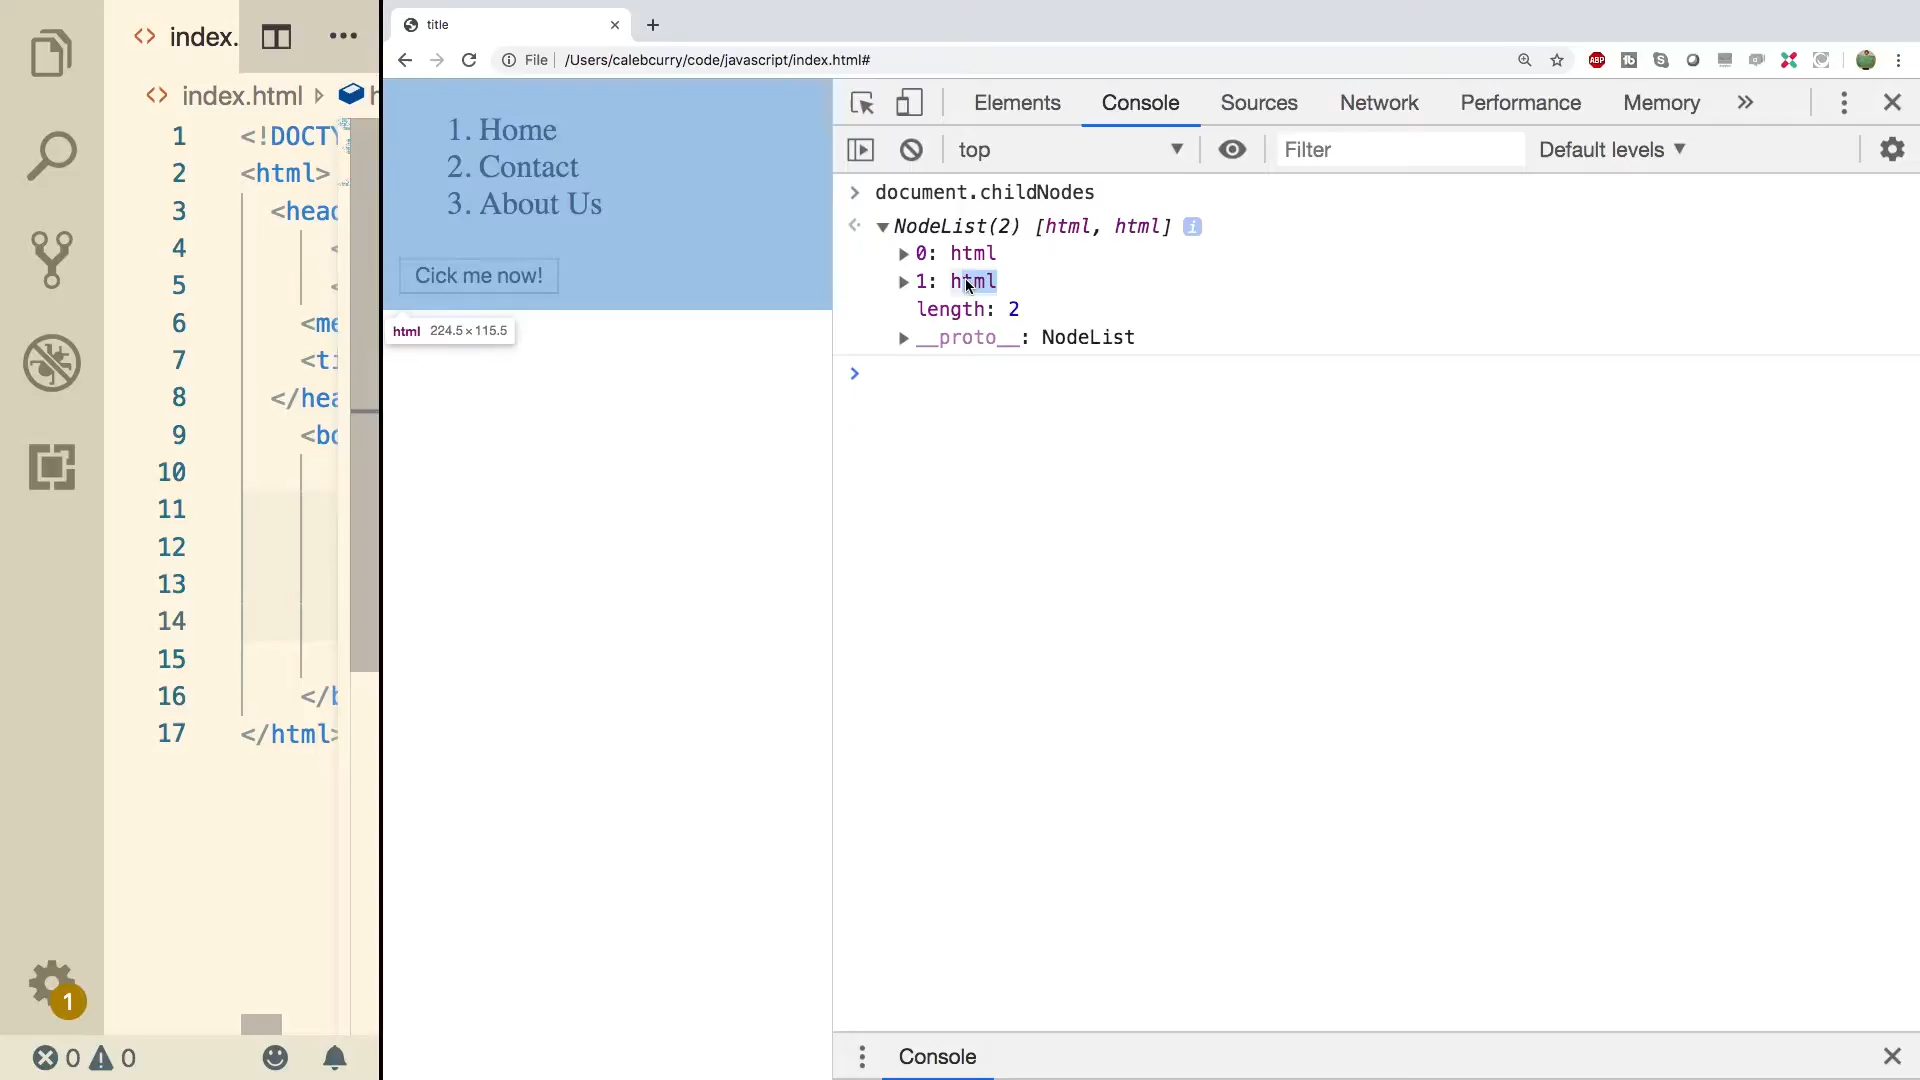 index.
index.html
1 <!DOCTY
2 <html>
3 <head
4 <
5 <
6 <me
7 <ti
8 </hea
9 <bo
10
11
12
13
14
15
16 </b
17 </html>
1
0 0
title
File /Users/calebcurry/code/javascript/index.html#
ABP
1. Home
2. Contact
3. About Us
Cick me now!
html 224.5 × 115.5
Elements Console Sources Network Performance Memory
top Filter Default levels
document.childNodes
NodeList(2) [html, html] i
0: html
1: html
length: 2
__proto__: NodeList
Console